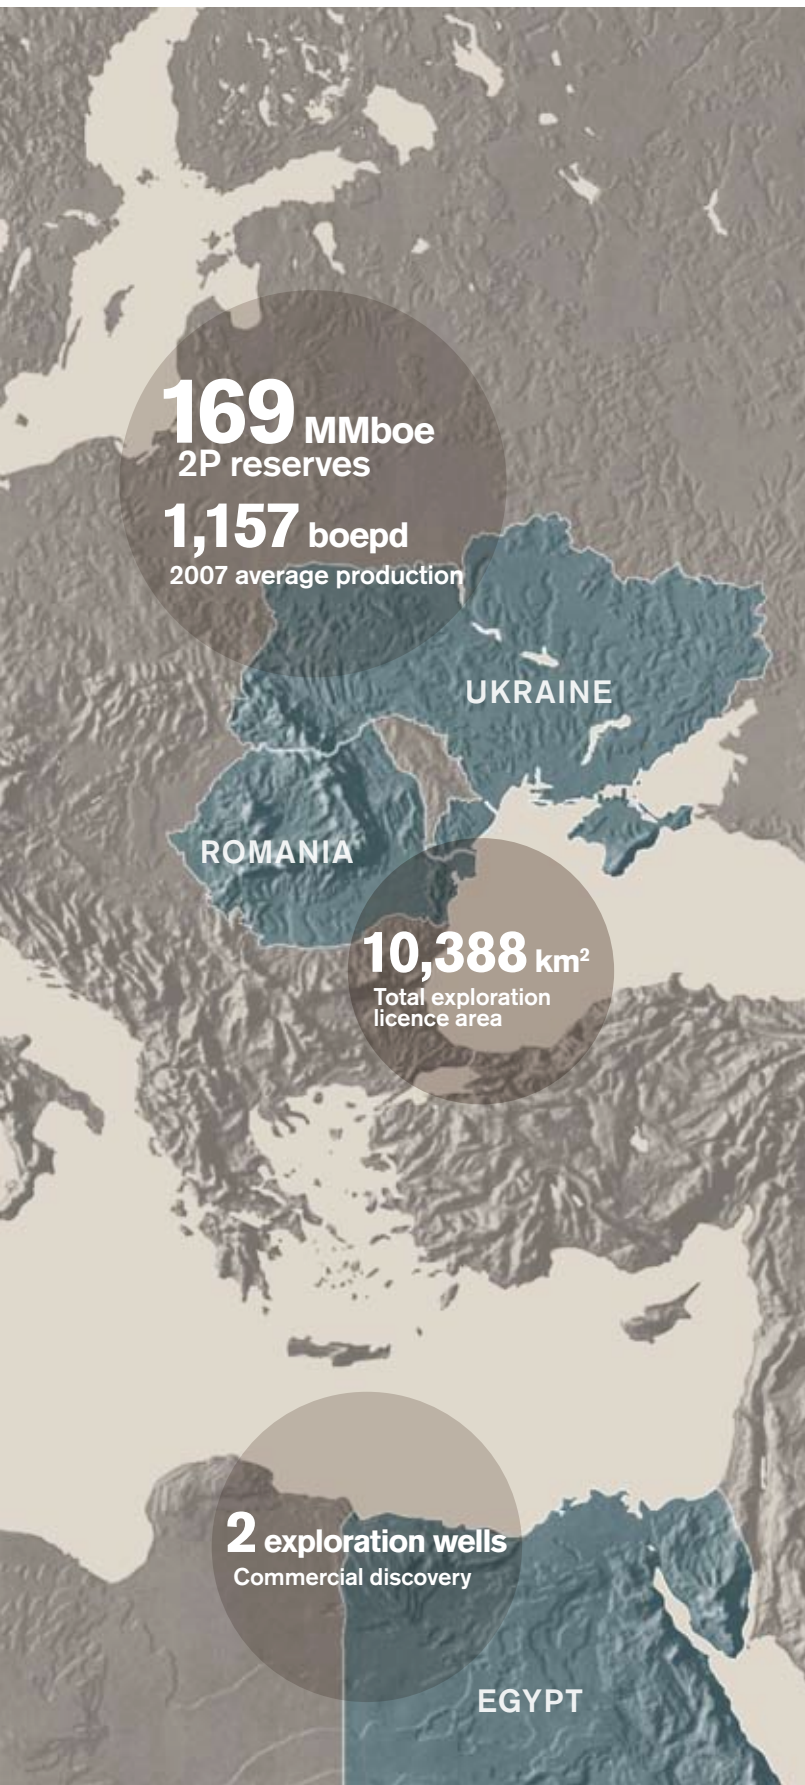 169 MMboe
2P reserves
1,157 boepd
2007 average production
UKRAINE
ROMANIA
10,388 km²
Total exploration
licence area
2 exploration wells
Commercial discovery
EGYPT